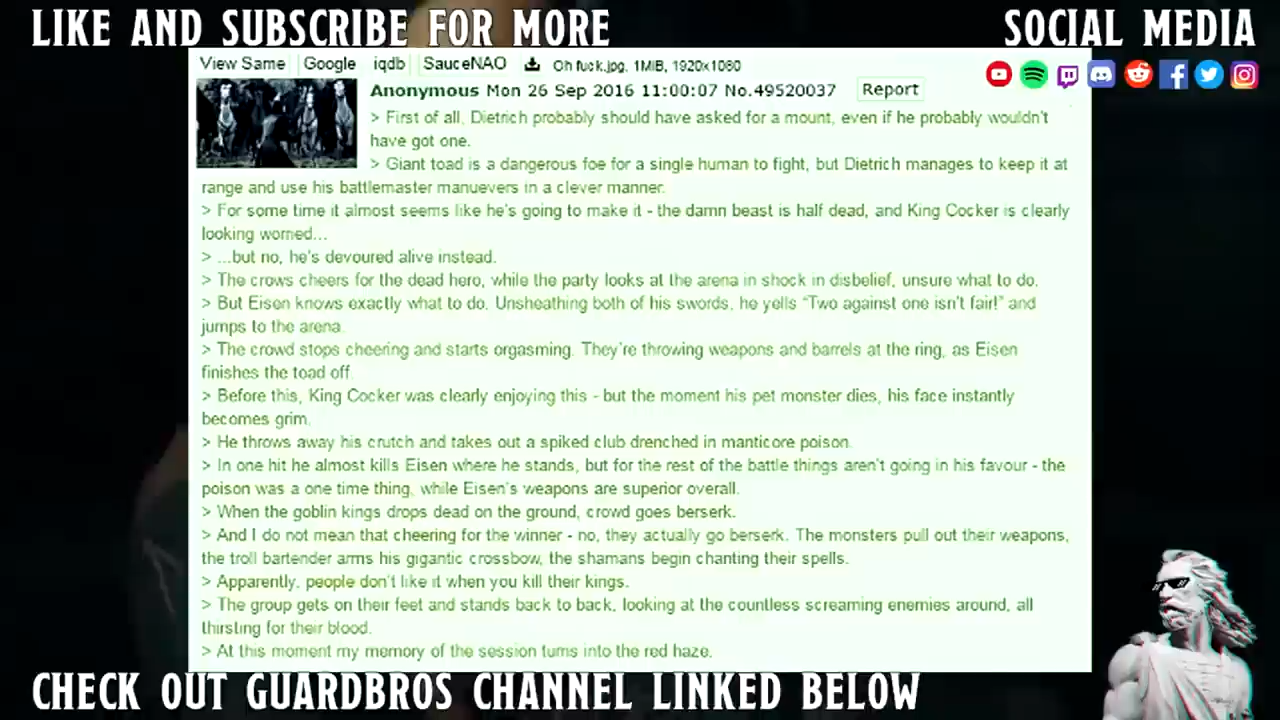 LIKE AND SUBSCRIBE FOR MORE
SOCIAL MEDIA
View Same Google iqdb SauceNAO Oh fuck.jpg, 1MiB, 1920x1080
Anonymous Mon 26 Sep 2016 11:00:07 No.49520037 Report
> First of all, Dietrich probably should have asked for a mount, even if he probably wouldn't
have got one.
> Giant toad is a dangerous foe for a single human to fight, but Dietrich manages to keep it at
range and use his battlemaster manuevers in a clever manner.
> For some time it almost seems like he's going to make it - the damn beast is half dead, and King Cocker is clearly
looking worried...
> ...but no, he's devoured alive instead.
> The crows cheers for the dead hero, while the party looks at the arena in shock in disbelief, unsure what to do.
> But Eisen knows exactly what to do. Unsheathing both of his swords, he yells “Two against one isn't fair!” and
jumps to the arena.
> The crowd stops cheering and starts orgasming. They're throwing weapons and barrels at the ring, as Eisen
finishes the toad off.
> Before this, King Cocker was clearly enjoying this - but the moment his pet monster dies, his face instantly
becomes grim.
> He throws away his crutch and takes out a spiked club drenched in manticore poison.
> In one hit he almost kills Eisen where he stands, but for the rest of the battle things aren't going in his favour - the
poison was a one time thing, while Eisen's weapons are superior overall.
> When the goblin kings drops dead on the ground, crowd goes berserk.
> And I do not mean that cheering for the winner - no, they actually go berserk. The monsters pull out their weapons,
the troll bartender arms his gigantic crossbow, the shamans begin chanting their spells.
> Apparently, people don't like it when you kill their kings.
> The group gets on their feet and stands back to back, looking at the countless screaming enemies around, all
thirsting for their blood.
> At this moment my memory of the session turns into the red haze.
CHECK OUT GUARDBROS CHANNEL LINKED BELOW